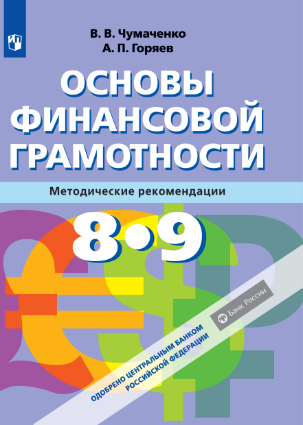 В. В. Чумаченко
А. П. Горяев
ОСНОВЫ
ФИНАНСОВОЙ
ГРАМОТНОСТИ
Методические рекомендации
8•9
Банк России
ОДОБРЕНО ЦЕНТРАЛЬНЫМ БАНКОМ
РОССИЙСКОЙ ФЕДЕРАЦИИ